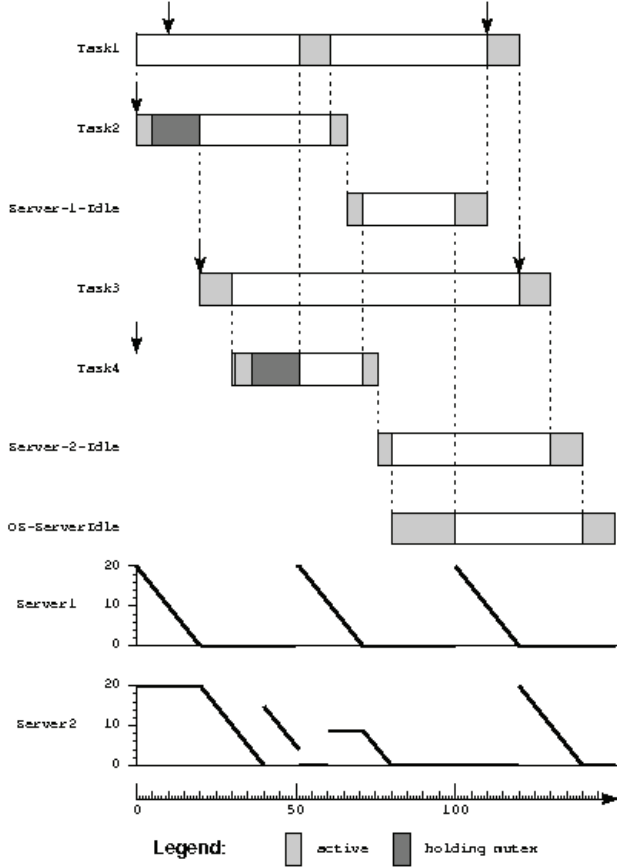 Task1
Task2
Server-1-Idle
Task3
Task4
Server-2-Idle
OS-ServerIdle
20
Server1 10
0
20
Server2 10
0
0 50 100
Legend: active holding mutex